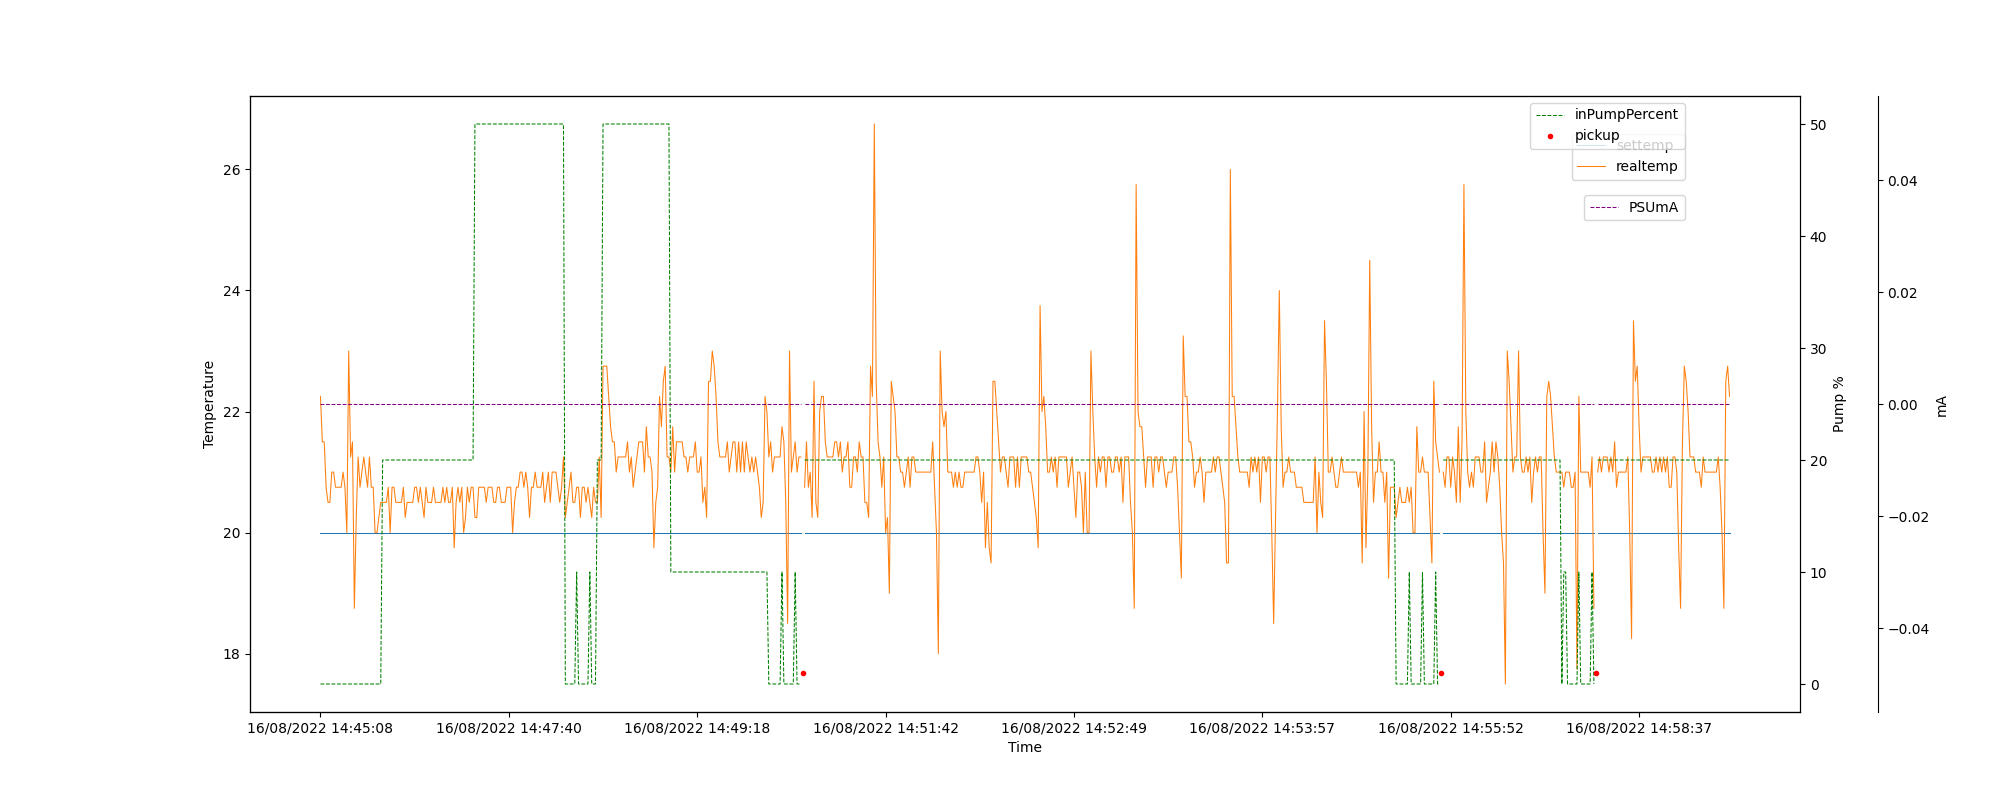 inPumpPercent
pickup
settemp
realtemp
PSUmA
26
24
22
20
18
Temperature
50
40
30
20
10
0
Pump %
0.04
0.02
0.00
−0.02
−0.04
mA
16/08/2022 14:45:08
16/08/2022 14:47:40
16/08/2022 14:49:18
16/08/2022 14:51:42
16/08/2022 14:52:49
16/08/2022 14:53:57
16/08/2022 14:55:52
16/08/2022 14:58:37
Time